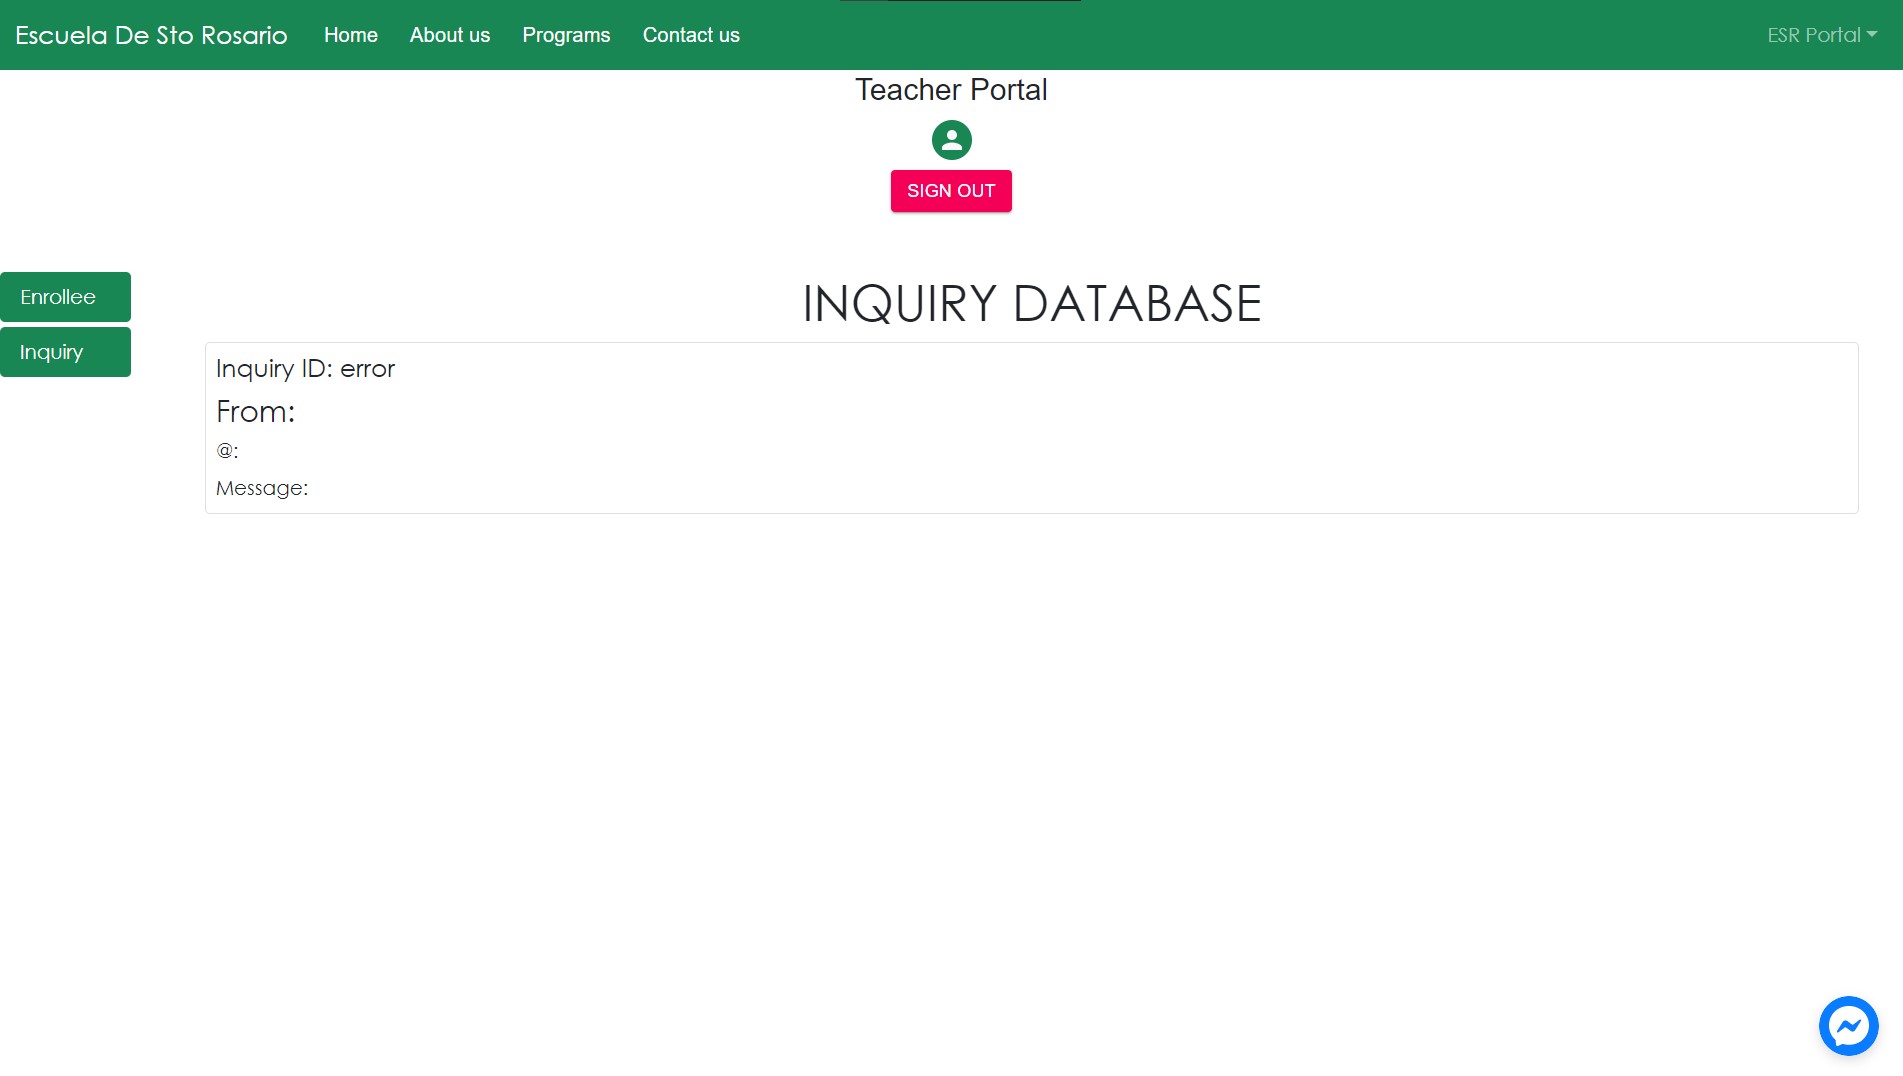 Escuela De Sto Rosario Home About us Programs Contact us ESR Portal
Teacher Portal
SIGN OUT
Enrollee
Inquiry
INQUIRY DATABASE
Inquiry ID: error
From:
@:
Message: